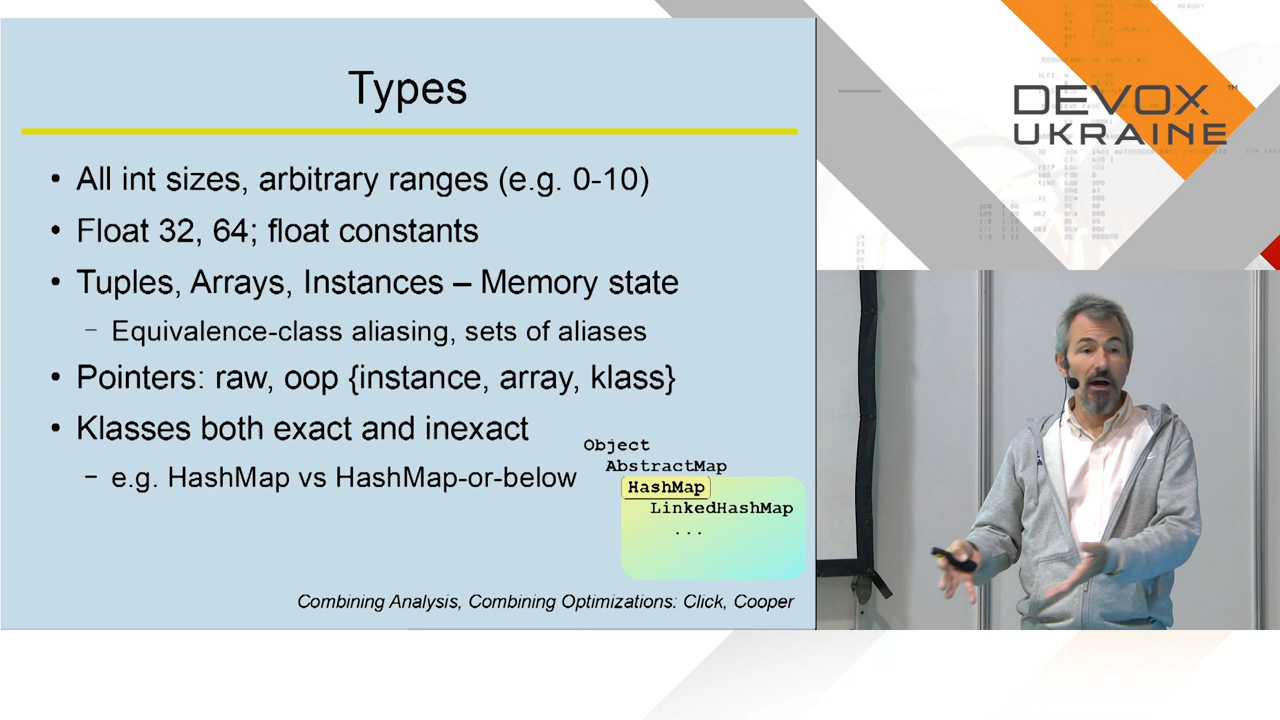 Types
• All int sizes, arbitrary ranges (e.g. 0-10)
• Float 32, 64; float constants
• Tuples, Arrays, Instances – Memory state
– Equivalence-class aliasing, sets of aliases
• Pointers: raw, oop {instance, array, klass}
• Klasses both exact and inexact
– e.g. HashMap vs HashMap-or-below
Object
AbstractMap
HashMap
LinkedHashMap
...
Combining Analysis, Combining Optimizations: Click, Cooper
DEVOX™
UKRAINE